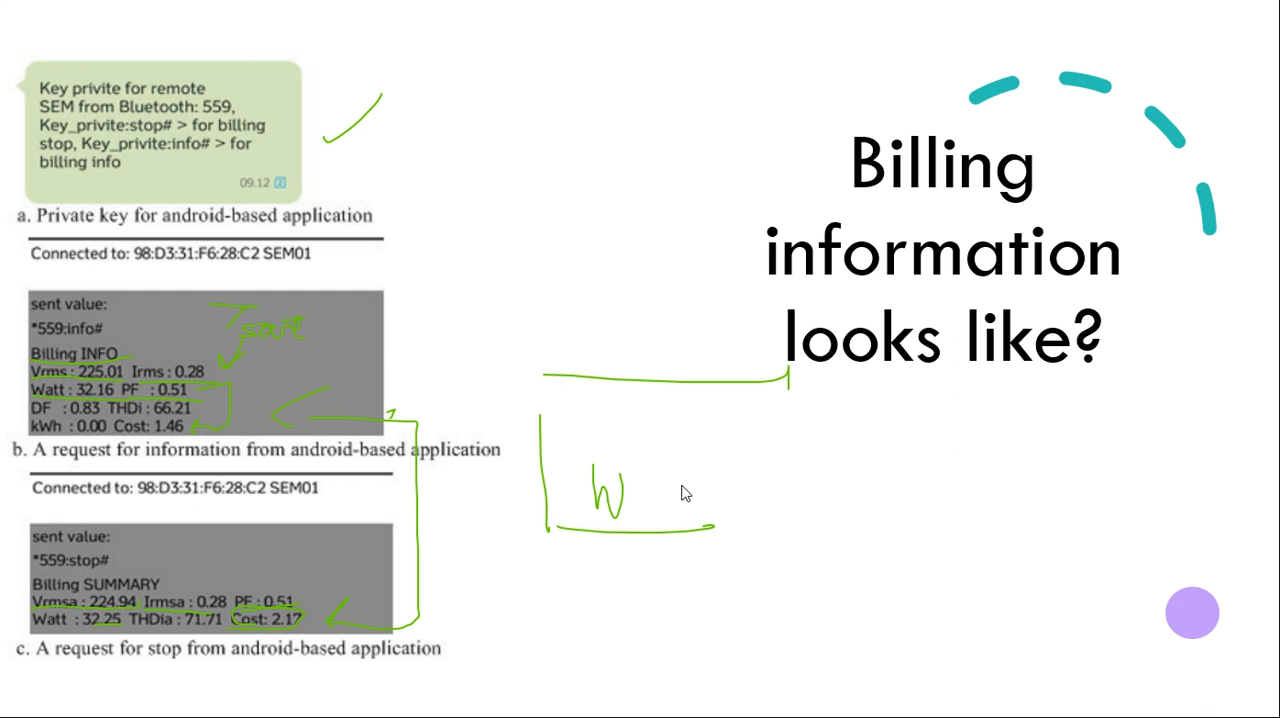 Key privite for remote
SEM from Bluetooth: 559,
Key_privite:stop# > for billing
stop, Key_privite:info# > for
billing info
09.12
a. Private key for android-based application
Connected to: 98:D3:31:F6:28:C2 SEM01
sent value:
*559:info#
start
Billing INFO
Vrms : 225.01 Irms : 0.28
Watt : 32.16 PF : 0.51
DF : 0.83 THDi : 66.21
kWh : 0.00 Cost: 1.46
b. A request for information from android-based application
Connected to: 98:D3:31:F6:28:C2 SEM01
sent value:
*559:stop#
Billing SUMMARY
Vrmsa : 224.94 Irmsa : 0.28 PF : 0.51
Watt : 32.25 THDia : 71.71 Cost: 2.17
c. A request for stop from android-based application
Billing
information
looks like?